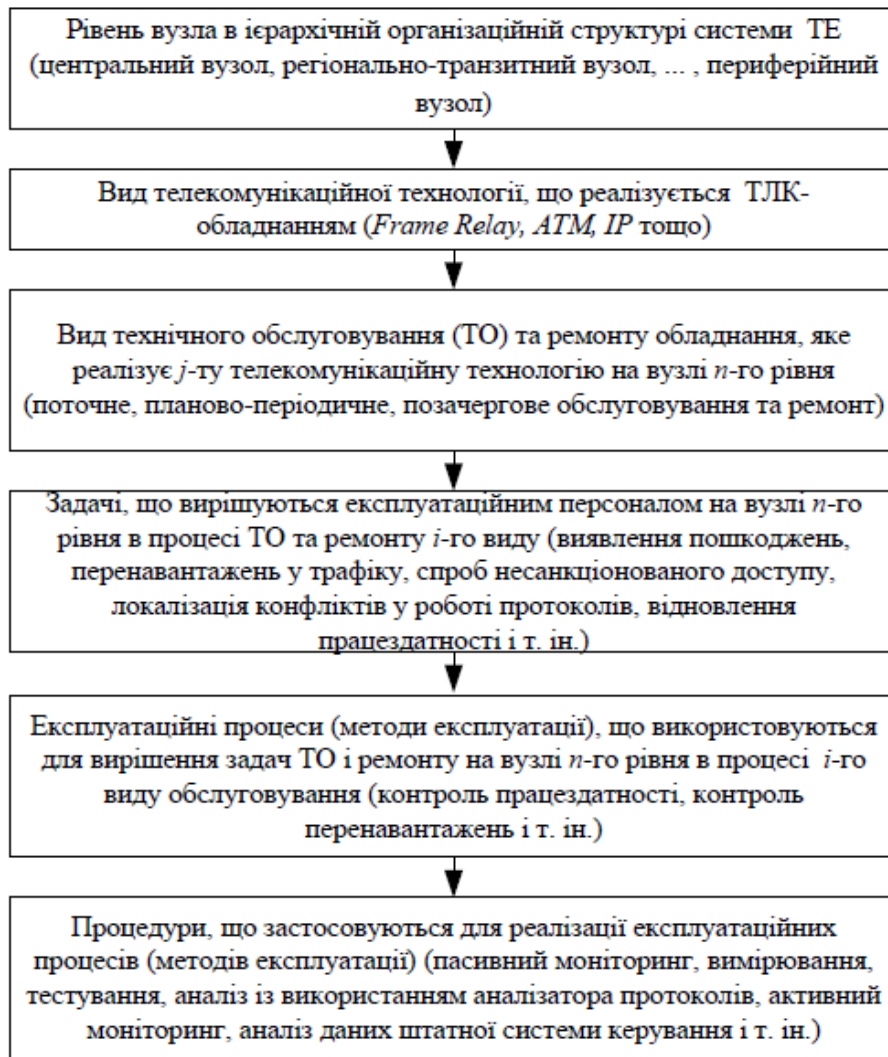 Рівень вузла в ієрархічній організаційній структурі системи ТЕ
(центральний вузол, регіонально-транзитний вузол, ... , периферійний
вузол)
Вид телекомунікаційної технології, що реалізується ТЛК-
обладнанням (Frame Relay, ATM, IP тощо)
Вид технічного обслуговування (ТО) та ремонту обладнання, яке
реалізує j-ту телекомунікаційну технологію на вузлі n-го рівня
(поточне, планово-періодичне, позачергове обслуговування та ремонт)
Задачі, що вирішуються експлуатаційним персоналом на вузлі n-го
рівня в процесі ТО та ремонту i-го виду (виявлення пошкоджень,
перенавантажень у трафіку, спроб несанкціонованого доступу,
локалізація конфліктів у роботі протоколів, відновлення
працездатності і т. ін.)
Експлуатаційні процеси (методи експлуатації), що використовуються
для вирішення задач ТО і ремонту на вузлі n-го рівня в процесі i-го
виду обслуговування (контроль працездатності, контроль
перенавантажень і т. ін.)
Процедури, що застосовуються для реалізації експлуатаційних
процесів (методів експлуатації) (пасивний моніторинг, вимірювання,
тестування, аналіз із використанням аналізатора протоколів, активний
моніторинг, аналіз даних штатної системи керування і т. ін.)